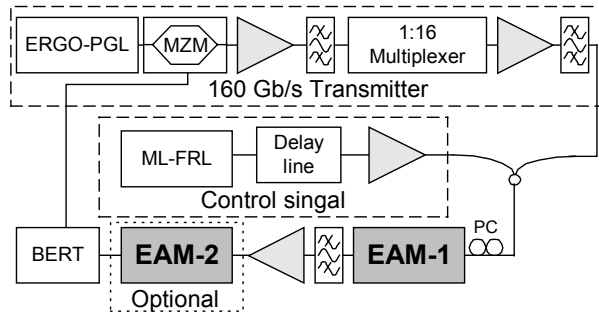 ERGO-PGL
MZM
1:16
Multiplexer
160 Gb/s Transmitter
ML-FRL
Delay
line
Control singal
PC
BERT
EAM-2
EAM-1
Optional